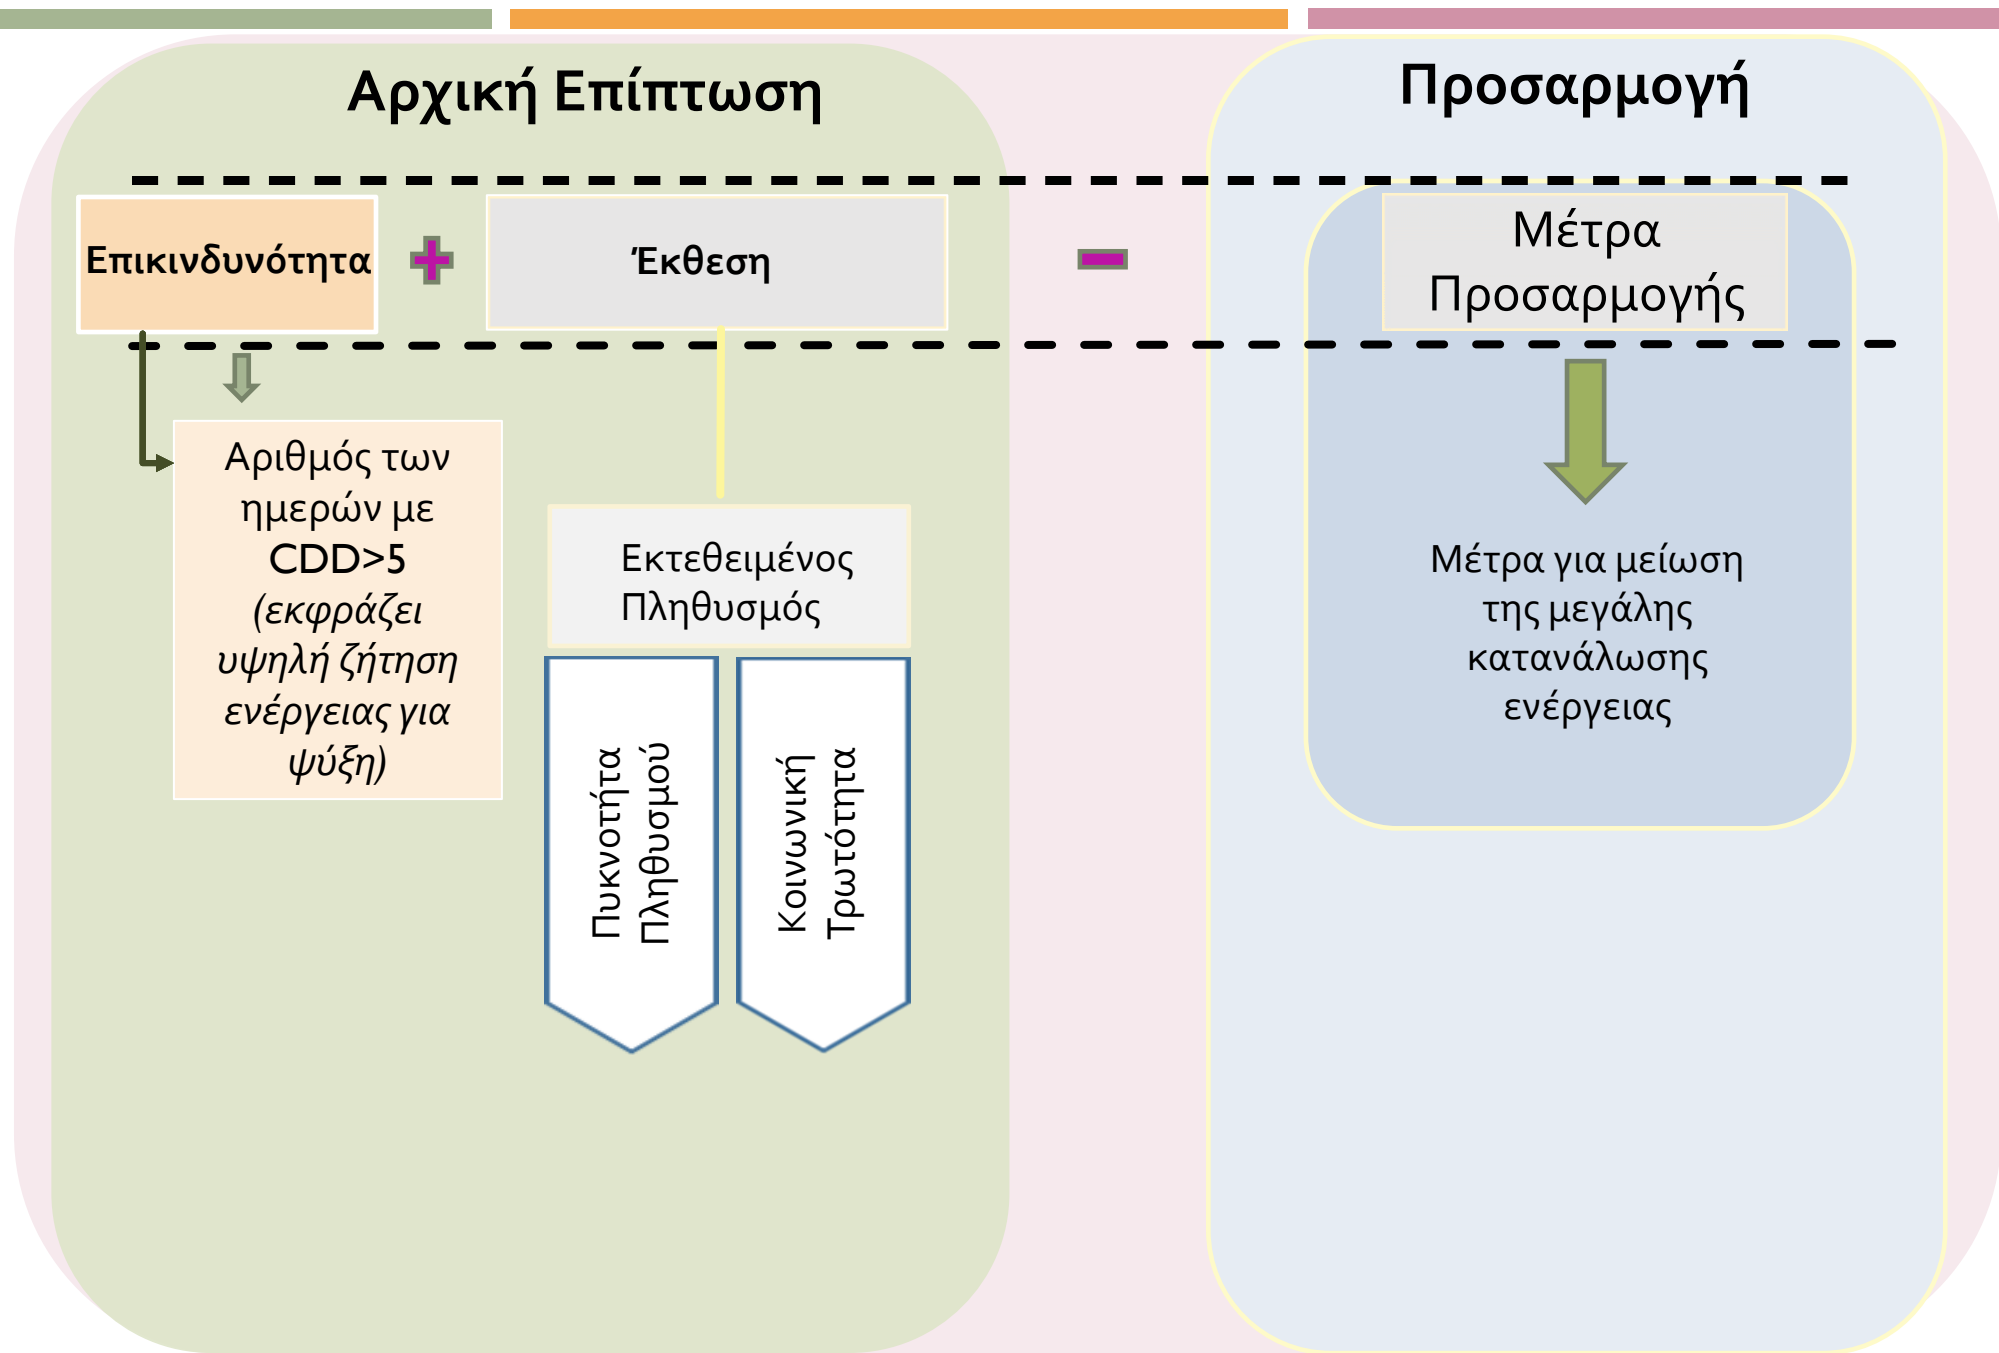 Αρχική Επίπτωση
Προσαρμογή
Επικινδυνότητα
Έκθεση
Μέτρα
Προσαρμογής
Αριθμός των
ημερών με
CDD>5
(εκφράζει
υψηλή ζήτηση
ενέργειας για
ψύξη)
Εκτεθειμένος
Πληθυσμός
Πυκνοτήτα
Πληθυσμού
Κοινωνική
Τρωτότητα
Μέτρα για μείωση
της μεγάλης
κατανάλωσης
ενέργειας